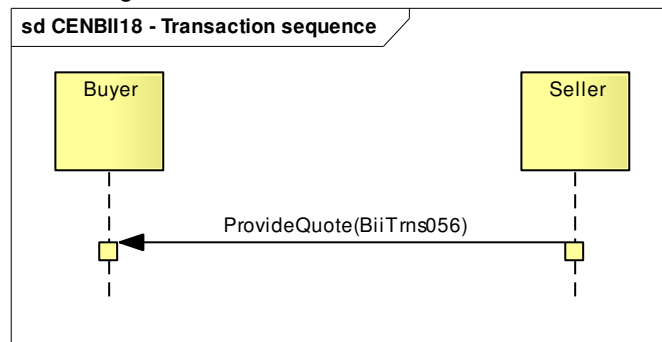 sd CENBII18 - Transaction sequence
Buyer
Seller
ProvideQuote(BiiTrns056)